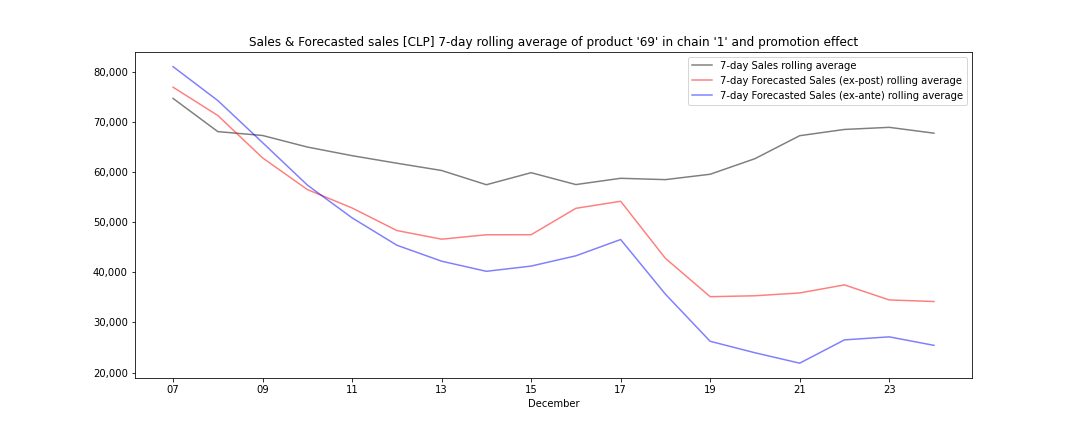 Sales & Forecasted sales [CLP] 7-day rolling average of product '69' in chain '1' and promotion effect
7-day Sales rolling average
7-day Forecasted Sales (ex-post) rolling average
7-day Forecasted Sales (ex-ante) rolling average
80,000
70,000
60,000
50,000
40,000
30,000
20,000
07 09 11 13 15 17 19 21 23
December